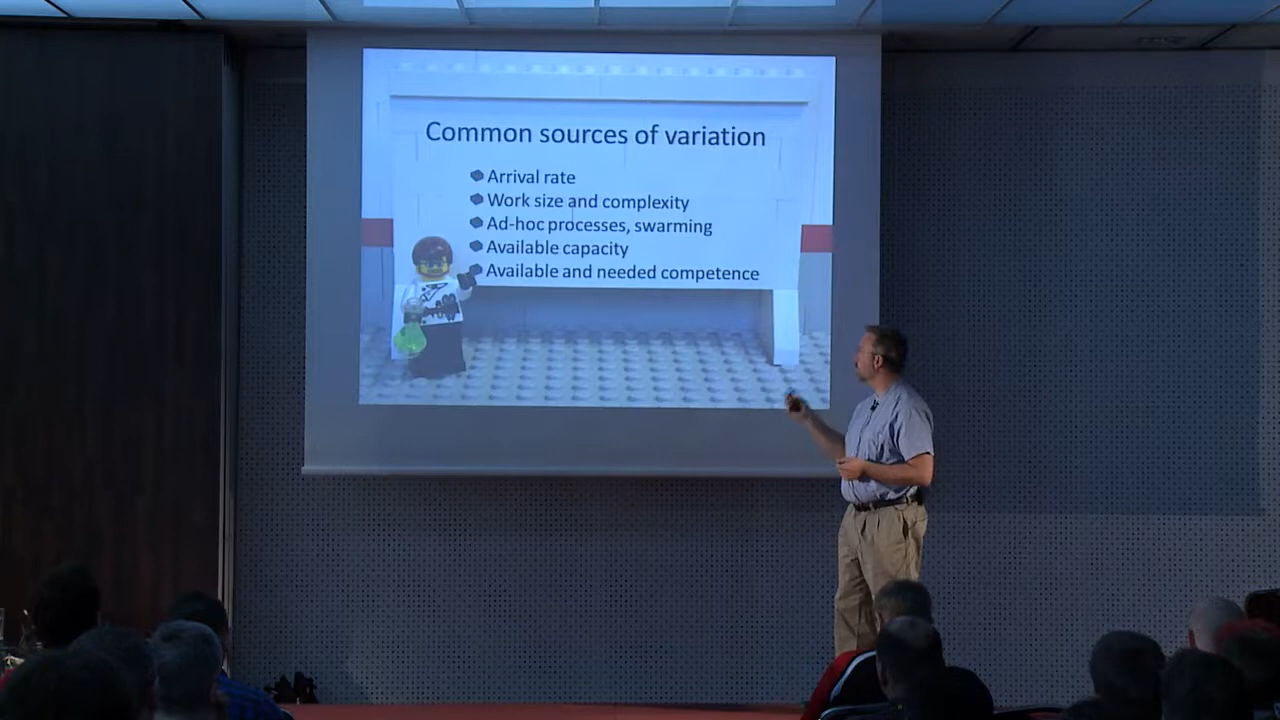 Common sources of variation
Arrival rate
Work size and complexity
Ad-hoc processes, swarming
Available capacity
Available and needed competence